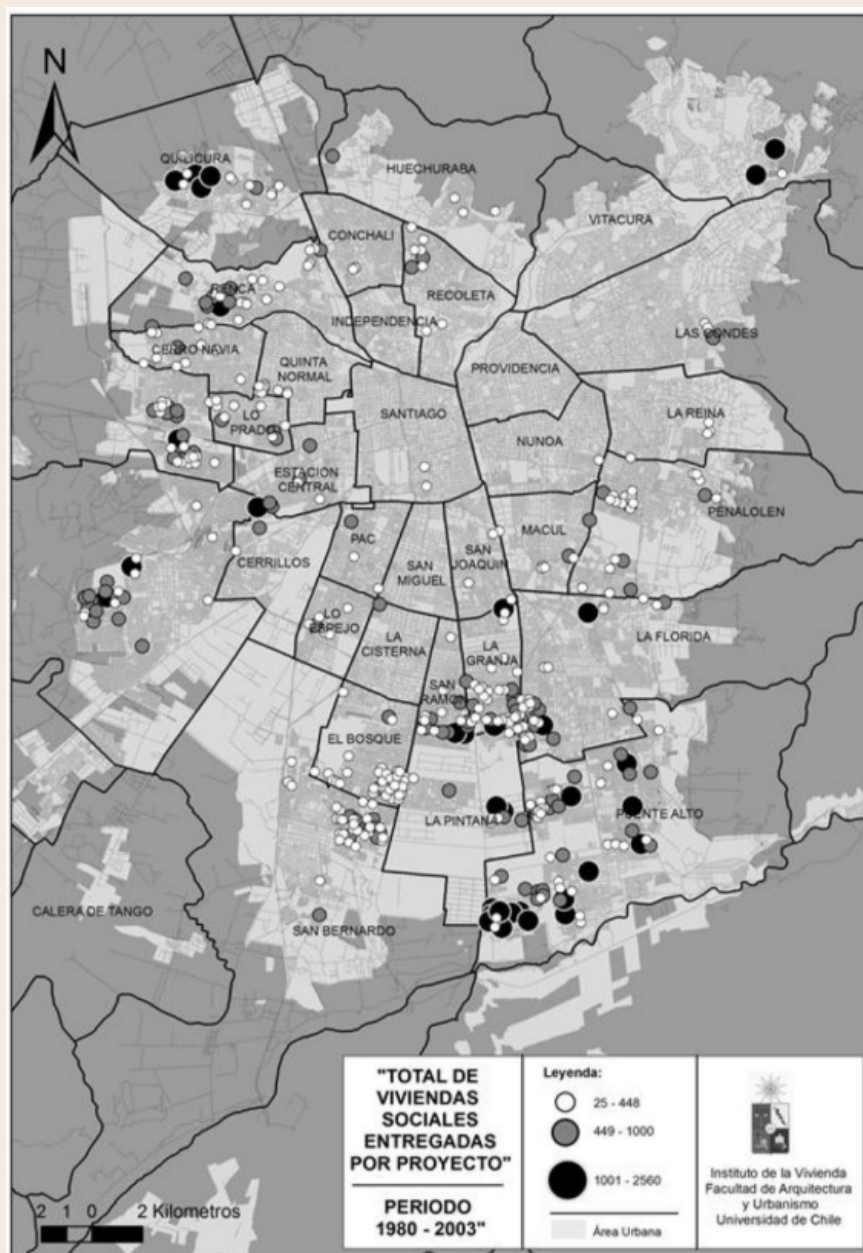 N
QUILICURA
HUECHURABA
VITACURA
CONCHALI
RECOLETA
RENCA
INDEPENDENCIA
LAS CONDES
CERRO NAVIA
QUINTA
NORMAL
PROVIDENCIA
LA REINA
LO
PRADO
SANTIAGO
NUNOA
ESTACION
CENTRAL
PENALOLEN
MACUL
PAC
SAN
JOAQUIN
CERRILLOS
SAN
MIGUEL
LO
ESPEJO
LA
CISTERNA
LA
GRANJA
LA FLORIDA
SAN
RAMON
EL BOSQUE
LA PINTANA
PUENTE ALTO
CALERA DE TANGO
SAN BERNARDO
"TOTAL DE
VIVIENDAS
SOCIALES
ENTREGADAS
POR PROYECTO"
PERIODO
1980 - 2003"
Leyenda:
25 - 448
449 - 1000
1001 - 2560
Área Urbana
Instituto de la Vivienda
Facultad de Arquitectura
y Urbanismo
Universidad de Chile
2 1 0 2 Kilometros